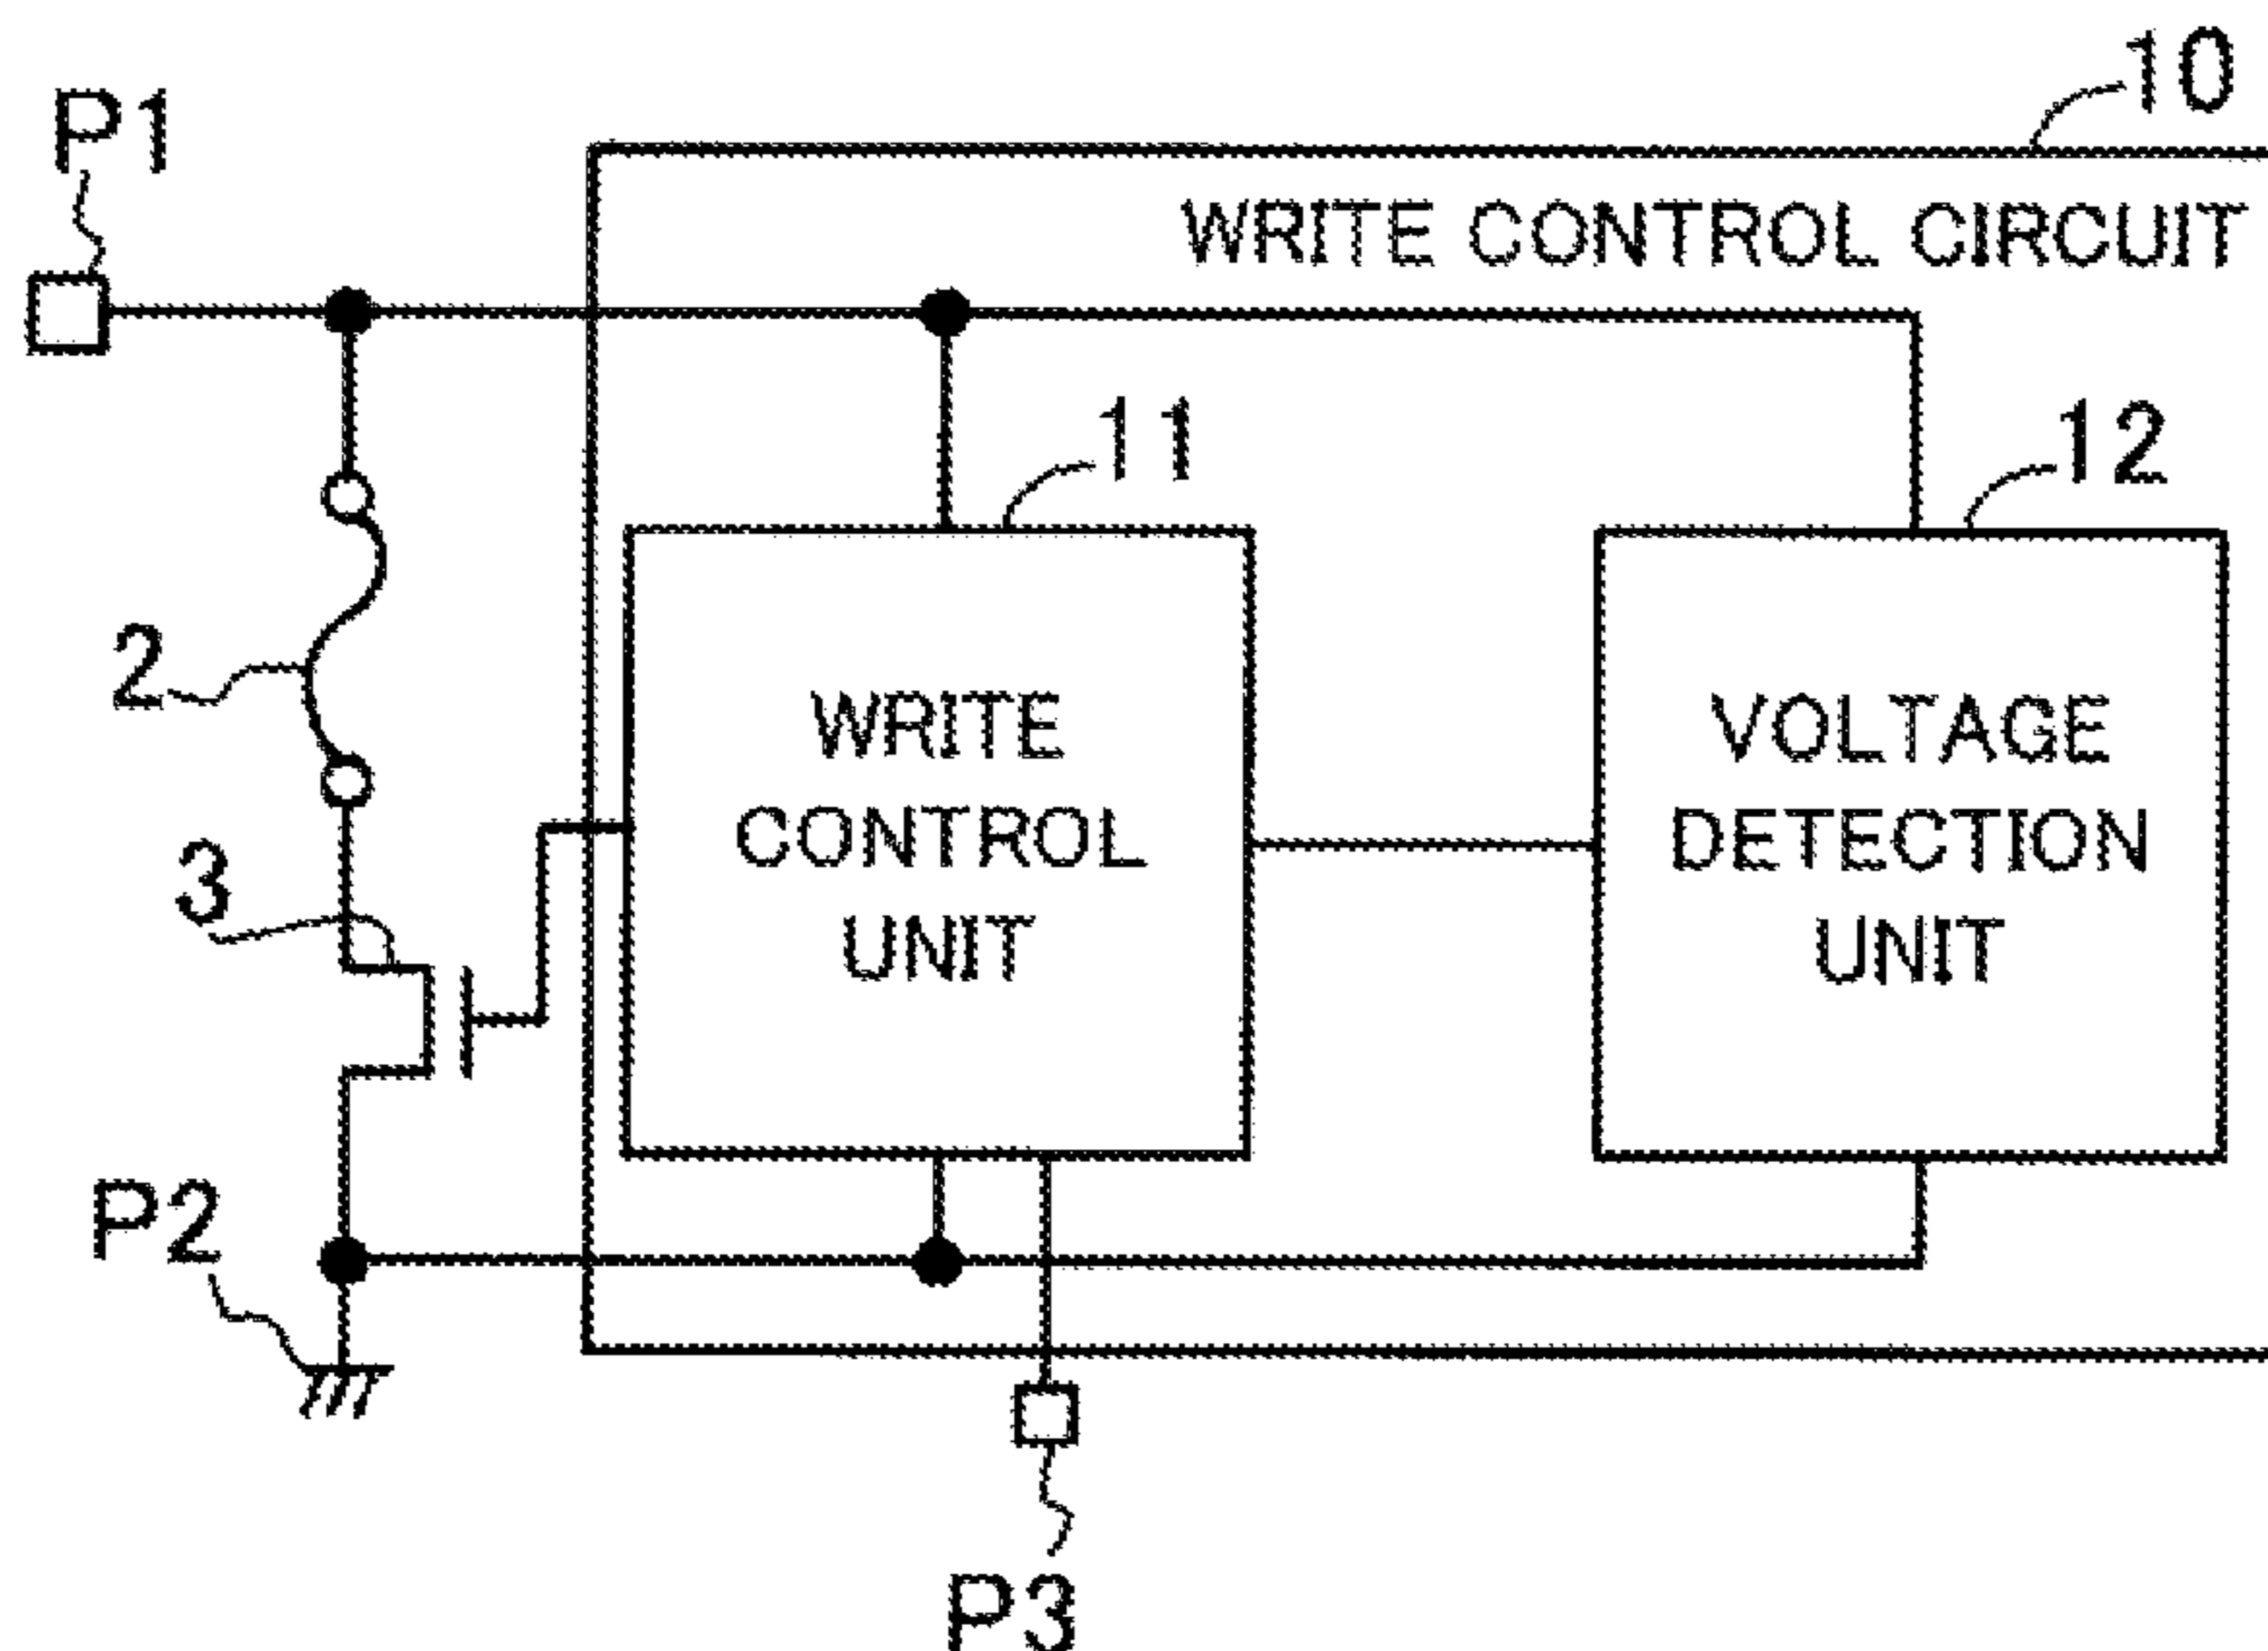 10
P1
WRITE CONTROL CIRCUIT
11
12
2
WRITE
CONTROL
UNIT
VOLTAGE
DETECTION
UNIT
3
P2
P3